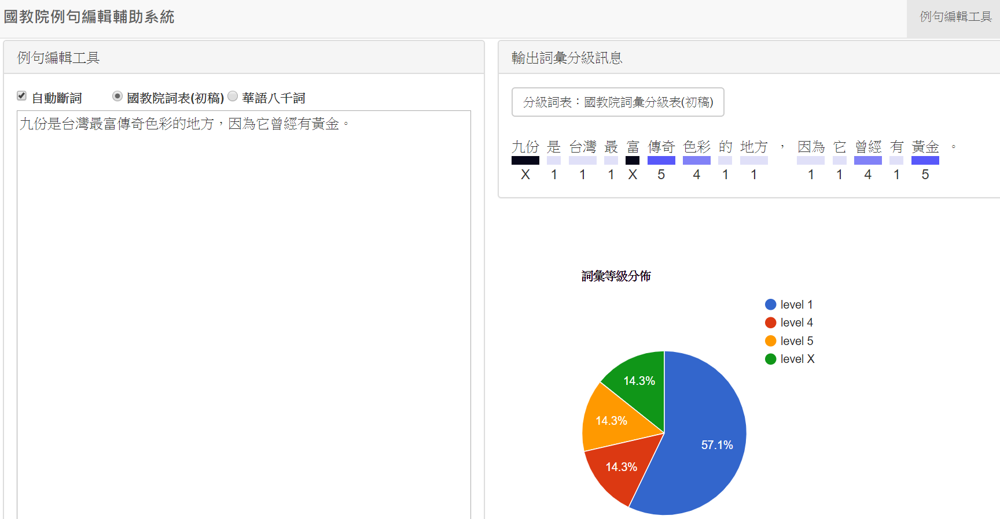 國教院例句編輯輔助系統
例句編輯工具
例句編輯工具
自動斷詞 國教院詞表(初稿) 華語八千詞
九份是台灣最富傳奇色彩的地方，因為它曾經有黃金。
輸出詞彙分級訊息
分級詞表：國教院詞彙分級表(初稿)
九份 是 台灣 最 富 傳奇 色彩 的 地方 ， 因為 它 曾經 有 黃金 。
X 1 1 1 X 5 4 1 1 1 1 4 1 5
詞彙等級分佈
level 1
level 4
level 5
level X
14.3%
14.3%
57.1%
14.3%